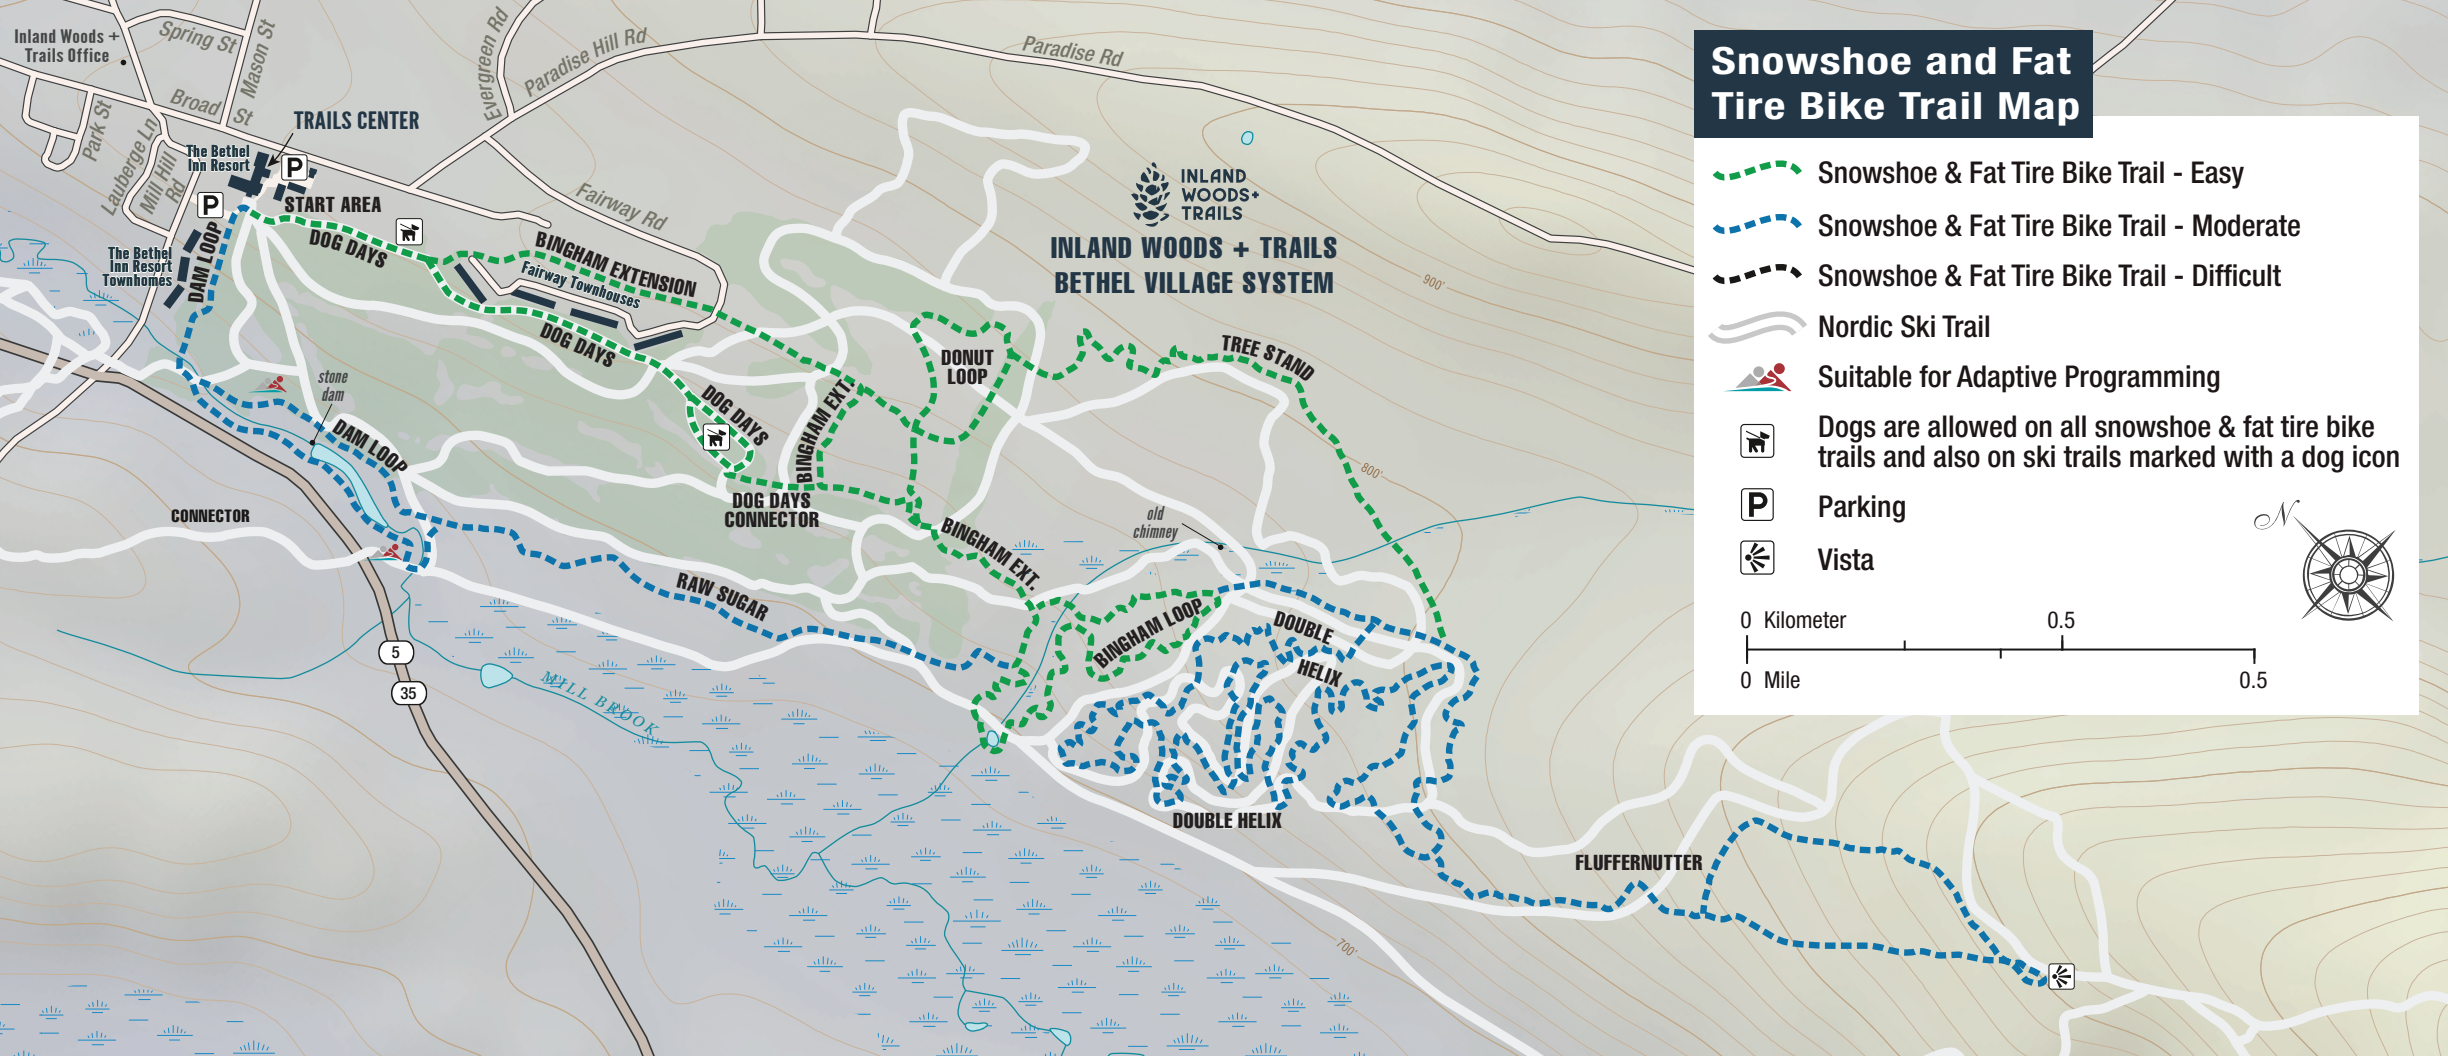 Snowshoe and Fat
Tire Bike Trail Map
Snowshoe & Fat Tire Bike Trail - Easy
Snowshoe & Fat Tire Bike Trail - Moderate
Snowshoe & Fat Tire Bike Trail - Difficult
Nordic Ski Trail
Suitable for Adaptive Programming
Dogs are allowed on all snowshoe & fat tire bike
trails and also on ski trails marked with a dog icon
P
Parking
Vista
N
0 Kilometer 0.5
0 Mile 0.5
Inland Woods +
Trails Office
Spring St
Mason St
Broad St
Park St
Lauberge Ln
Mill Hill
Rd
Evergreen Rd
Paradise Hill Rd
Paradise Rd
Fairway Rd
TRAILS CENTER
The Bethel
Inn Resort
P
P
START AREA
The Bethel
Inn Resort
Townhomes
DAM LOOP
DOG DAYS
BINGHAM EXTENSION
Fairway Townhouses
DOG DAYS
INLAND
WOODS+
TRAILS
INLAND WOODS + TRAILS
BETHEL VILLAGE SYSTEM
900'
DONUT
LOOP
TREE STAND
stone
dam
DOG DAYS
BINGHAM EXT.
DAM LOOP
800'
DOG DAYS
CONNECTOR
CONNECTOR
old
chimney
BINGHAM EXT.
RAW SUGAR
BINGHAM LOOP
DOUBLE
HELIX
5
35
MILL BROOK
DOUBLE HELIX
FLUFFERNUTTER
700'